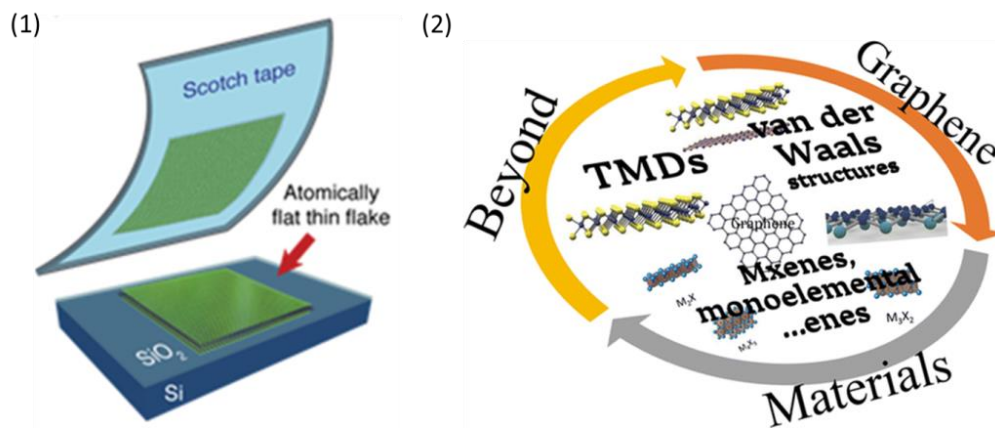 (1)
(2)
Scotch tape
Atomically
flat thin flake
SiO2
Si
Beyond
Graphene
Materials
TMDs
van der
Waals
structures
Graphene
Mxenes,
monoelemental
...enes
M2X
M3X2